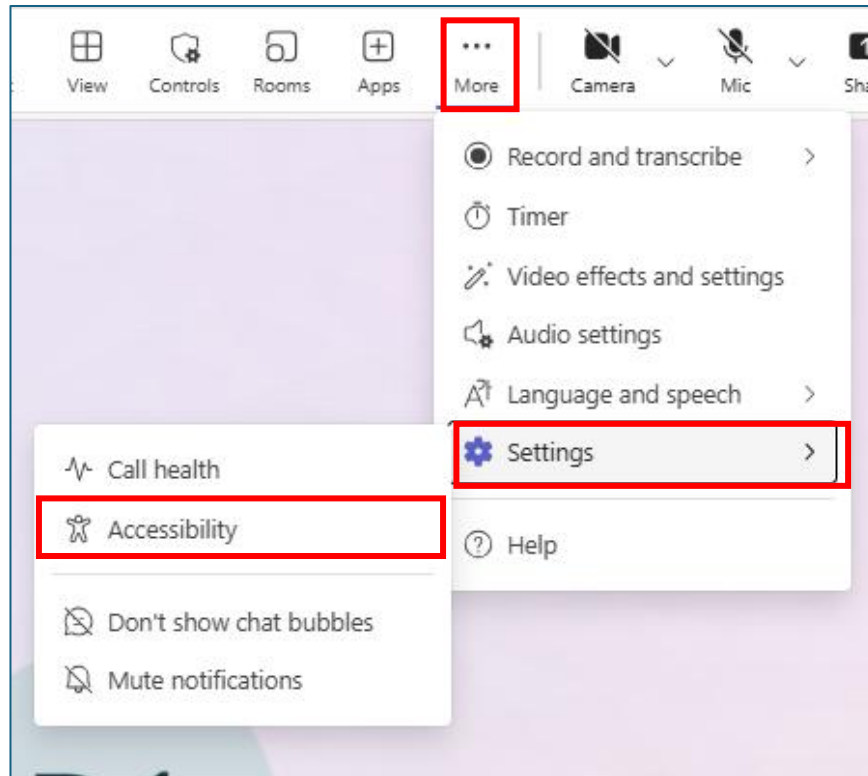 View Controls Rooms Apps More Camera Mic
Record and transcribe
Timer
Video effects and settings
Audio settings
Language and speech
Settings
Help
Call health
Accessibility
Don't show chat bubbles
Mute notifications